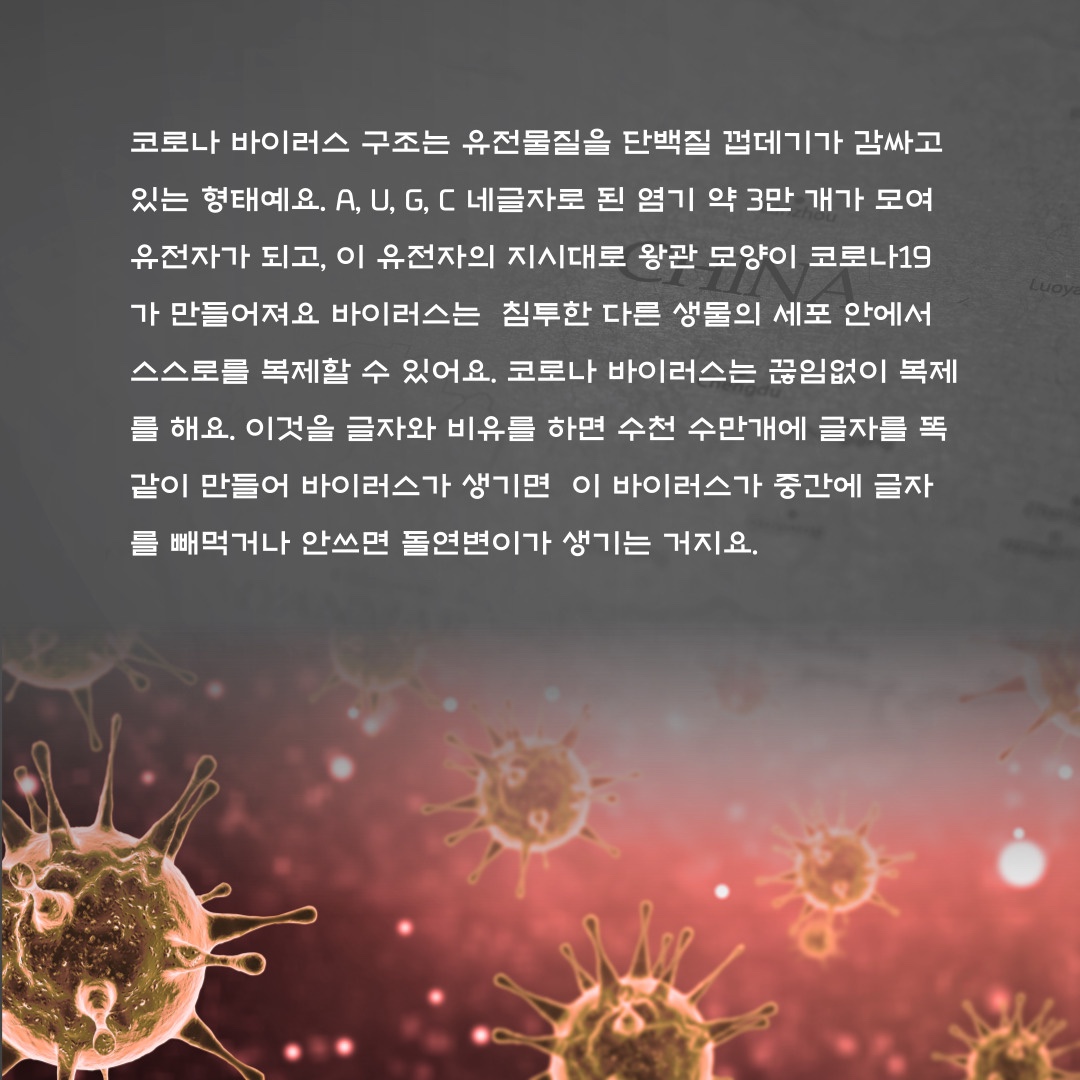 코로나 바이러스 구조는 유전물질을 단백질 껍데기가 감싸고
있는 형태예요. A, U, G, C 네글자로 된 염기 약 3만 개가 모여
유전자가 되고, 이 유전자의 지시대로 왕관 모양이 코로나19
가 만들어져요 바이러스는  침투한 다른 생물의 세포 안에서
스스로를 복제할 수 있어요. 코로나 바이러스는 끊임없이 복제
를 해요. 이것을 글자와 비유를 하면 수천 수만개에 글자를 똑
같이 만들어 바이러스가 생기면  이 바이러스가 중간에 글자
를 빼먹거나 안쓰면 돌연변이가 생기는 거지요.
CHINA
Chengdu